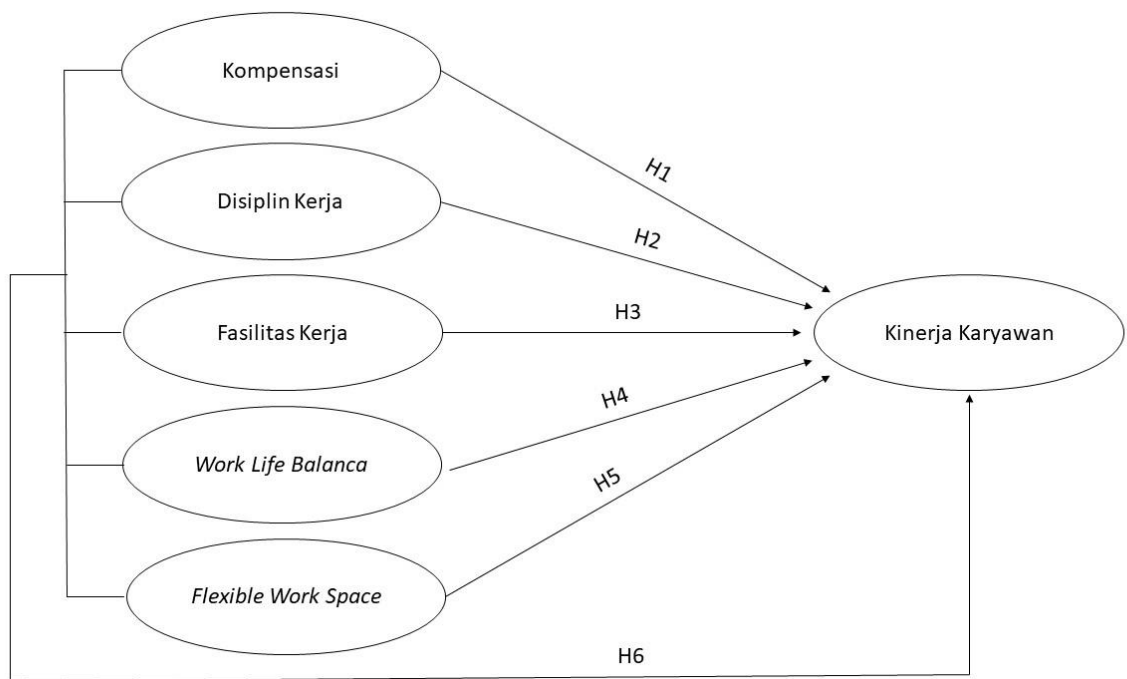 Kompensasi
H1
Disiplin Kerja
H2
Fasilitas Kerja
H3
Kinerja Karyawan
H4
Work Life Balanca
H5
Flexible Work Space
H6